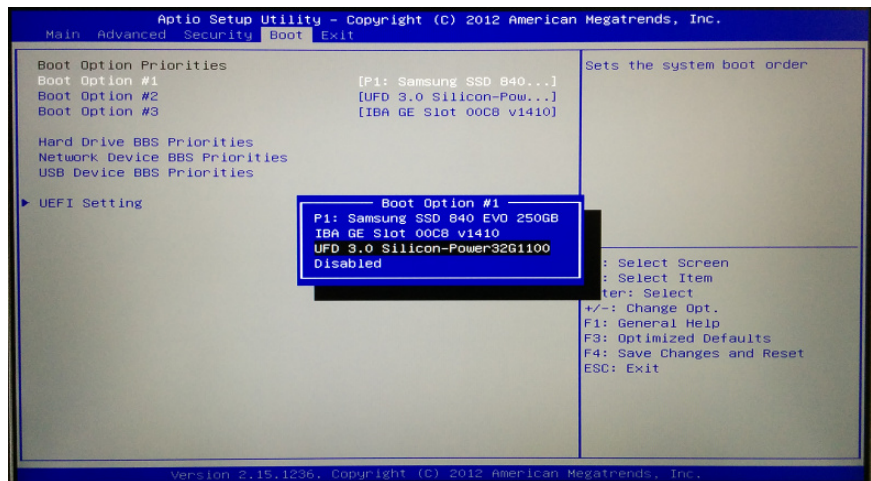 Aptio Setup Utility – Copyright (C) 2012 American Megatrends, Inc.
Main Advanced Security Boot Exit
Boot Option Priorities
Boot Option #1 [P1: Samsung SSD 840...]
Boot Option #2 [UFD 3.0 Silicon-Pow...]
Boot Option #3 [IBA GE Slot 00C8 v1410]
Hard Drive BBS Priorities
Network Device BBS Priorities
USB Device BBS Priorities
UEFI Setting
Boot Option #1
P1: Samsung SSD 840 EVO 250GB
IBA GE Slot 00C8 v1410
UFD 3.0 Silicon-Power32G1100
Disabled
Sets the system boot order
: Select Screen
: Select Item
ter: Select
+/-: Change Opt.
F1: General Help
F3: Optimized Defaults
F4: Save Changes and Reset
ESC: Exit
Version 2.15.1236. Copyright (C) 2012 American Megatrends, Inc.